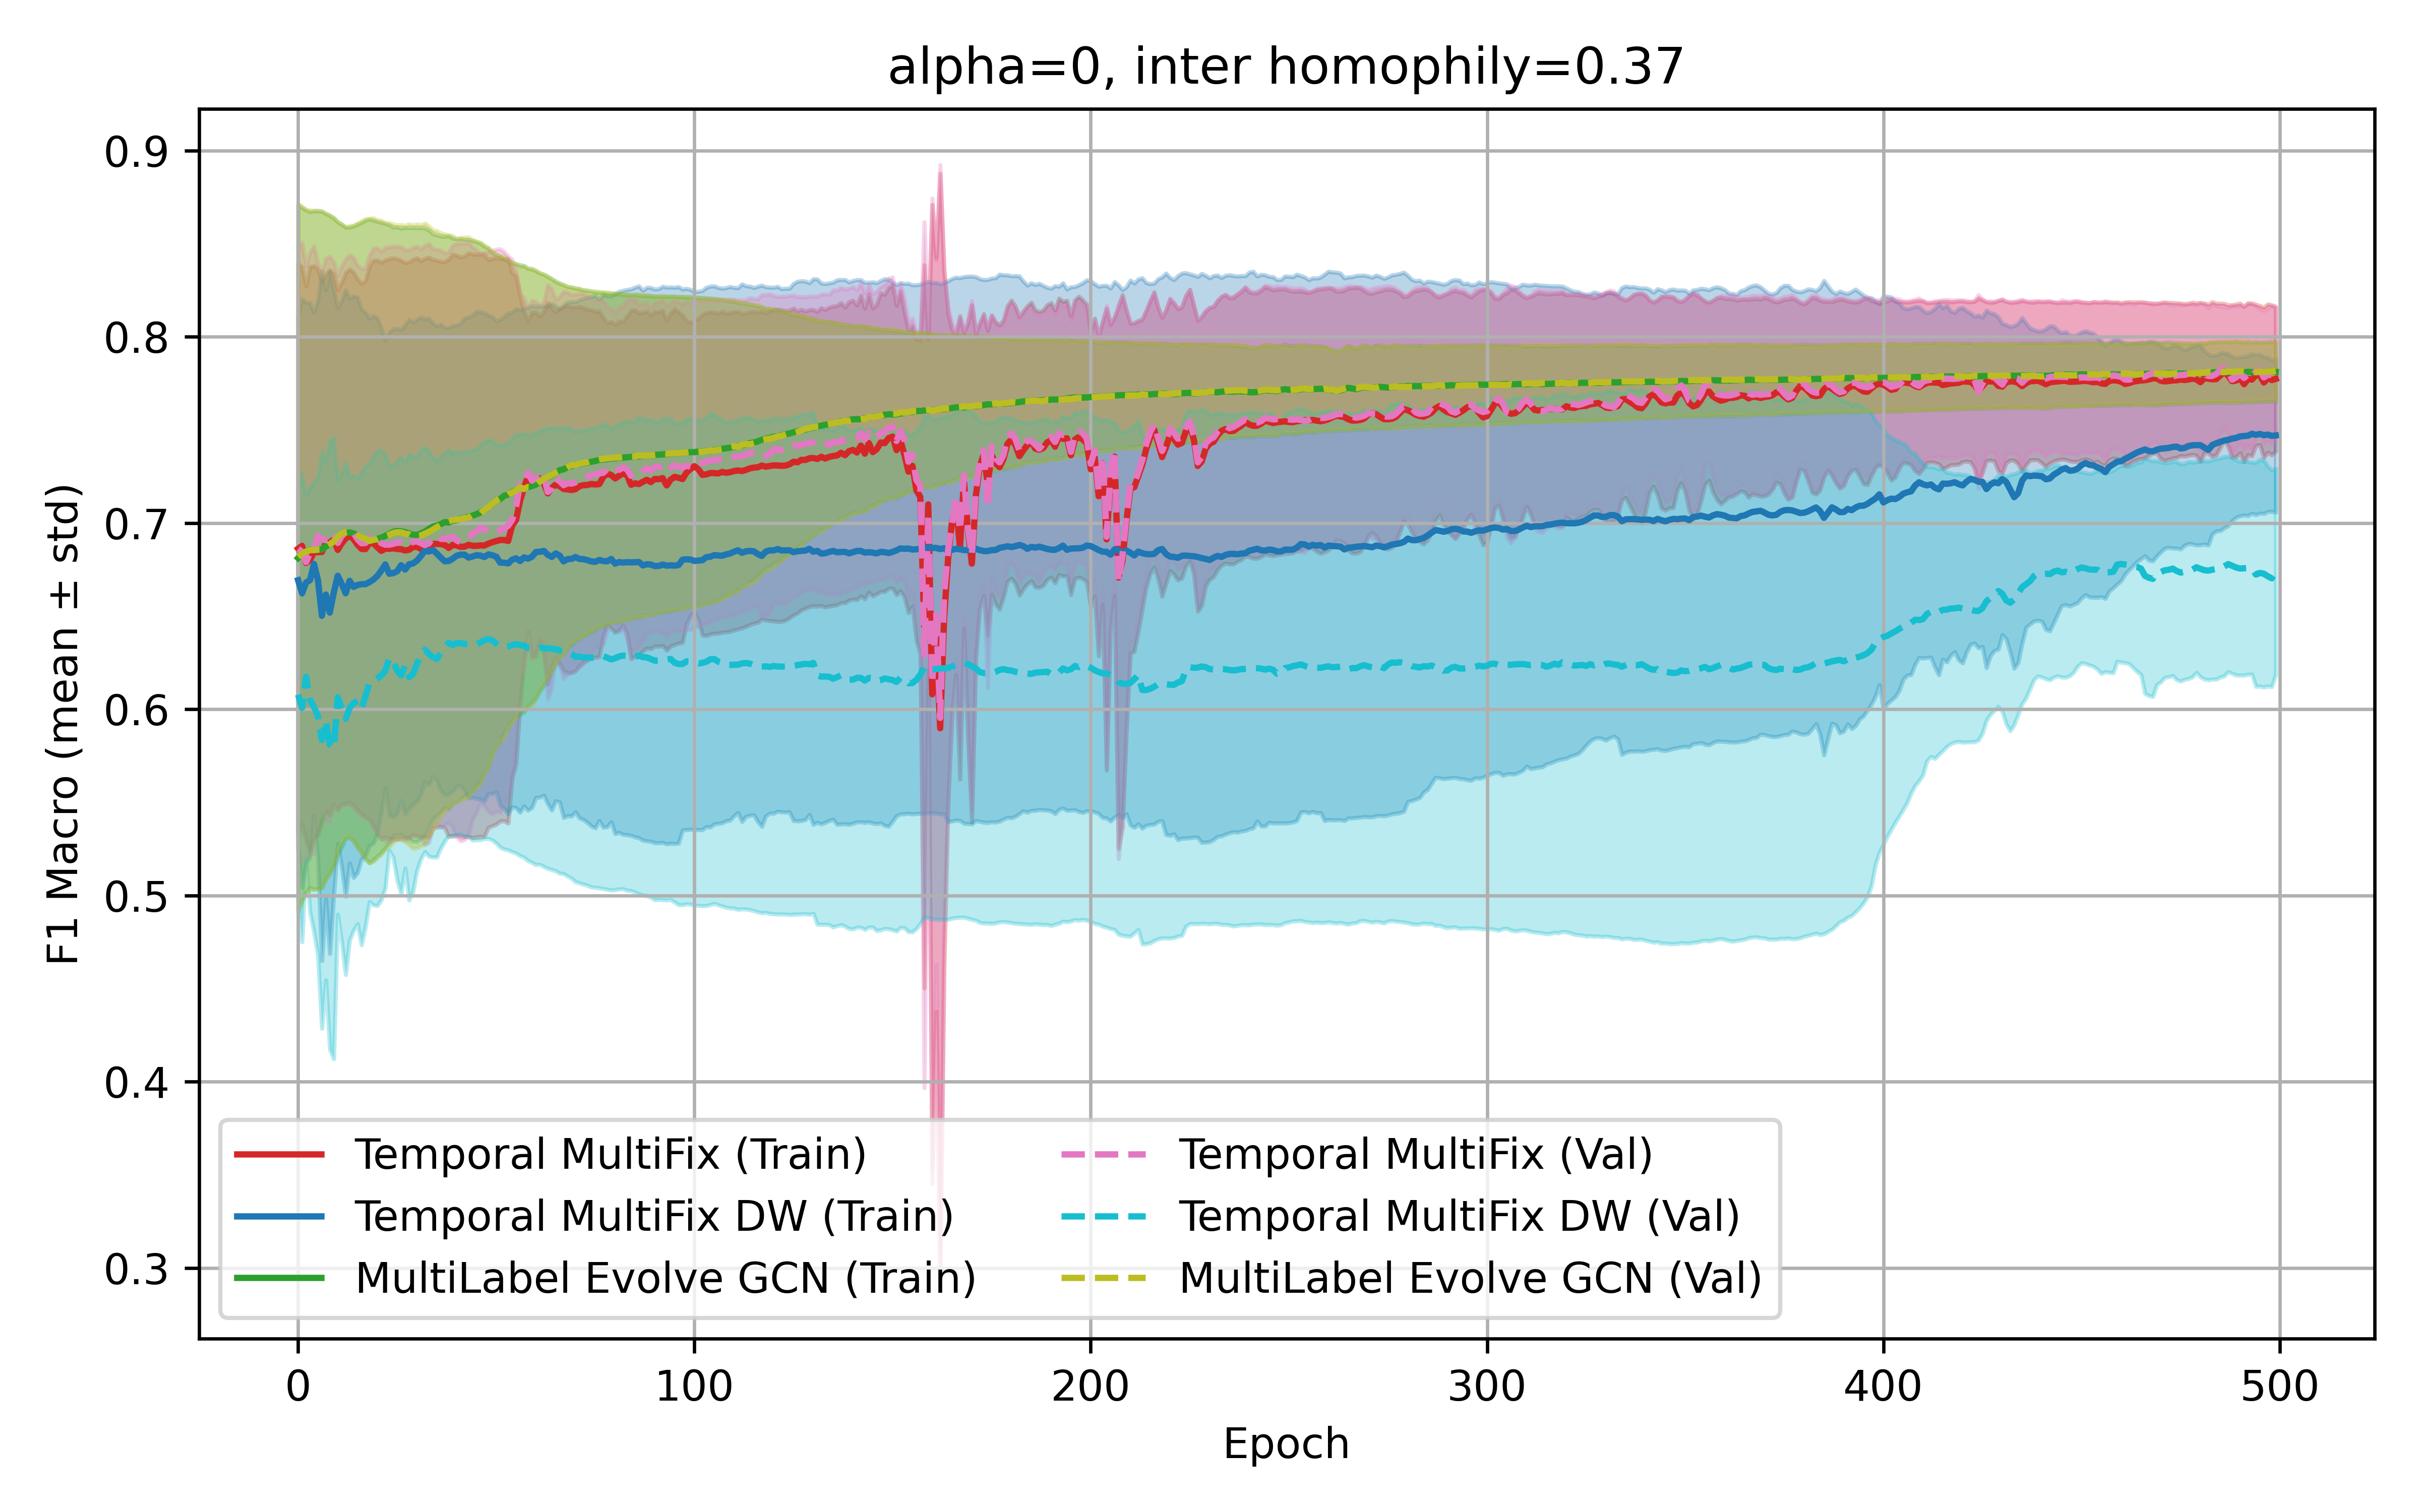 alpha=0, inter homophily=0.37
F1 Macro (mean ± std)
0.9
0.8
0.7
0.6
0.5
0.4
0.3
Temporal MultiFix (Train)
Temporal MultiFix DW (Train)
MultiLabel Evolve GCN (Train)
Temporal MultiFix (Val)
Temporal MultiFix DW (Val)
MultiLabel Evolve GCN (Val)
0 100 200 300 400 500
Epoch